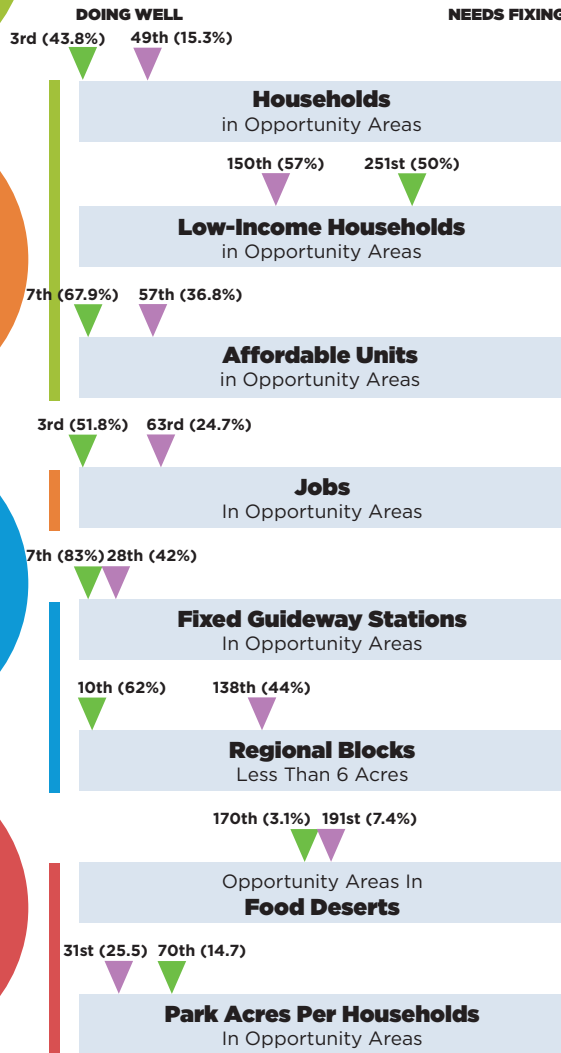 DOING WELL
NEEDS FIXING
3rd (43.8%)
49th (15.3%)
Households
in Opportunity Areas
150th (57%)
251st (50%)
Low-Income Households
in Opportunity Areas
7th (67.9%)
57th (36.8%)
Affordable Units
in Opportunity Areas
3rd (51.8%)
63rd (24.7%)
Jobs
In Opportunity Areas
7th (83%)
28th (42%)
Fixed Guideway Stations
In Opportunity Areas
10th (62%)
138th (44%)
Regional Blocks
Less Than 6 Acres
170th (3.1%)
191st (7.4%)
Opportunity Areas In
Food Deserts
31st (25.5)
70th (14.7)
Park Acres Per Households
In Opportunity Areas